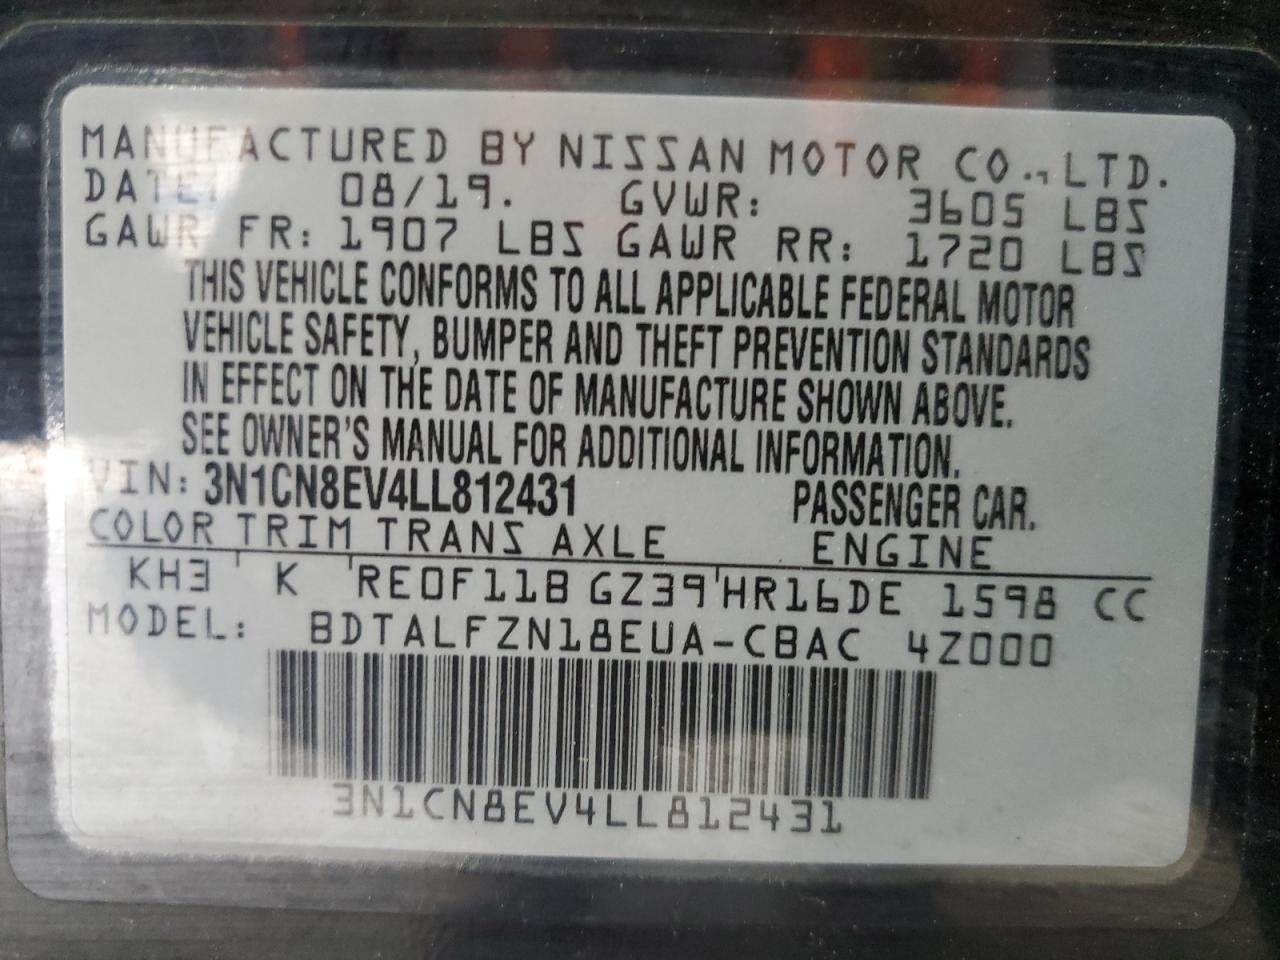 MANUFACTURED BY NISSAN MOTOR CO., LTD.
DATE: 08/19. GVWR: 3605 LBS
GAWR FR: 1907 LBS GAWR RR: 1720 LBS
THIS VEHICLE CONFORMS TO ALL APPLICABLE FEDERAL MOTOR
VEHICLE SAFETY, BUMPER AND THEFT PREVENTION STANDARDS
IN EFFECT ON THE DATE OF MANUFACTURE SHOWN ABOVE.
SEE OWNER'S MANUAL FOR ADDITIONAL INFORMATION.
VIN: 3N1CN8EV4LL812431 PASSENGER CAR.
COLOR TRIM TRANS AXLE ENGINE
KH3 K RE0F11B GZ39 HR16DE 1598 CC
MODEL: BDTALFZN18EUA-CBAC 4Z000
3N1CN8EV4LL812431